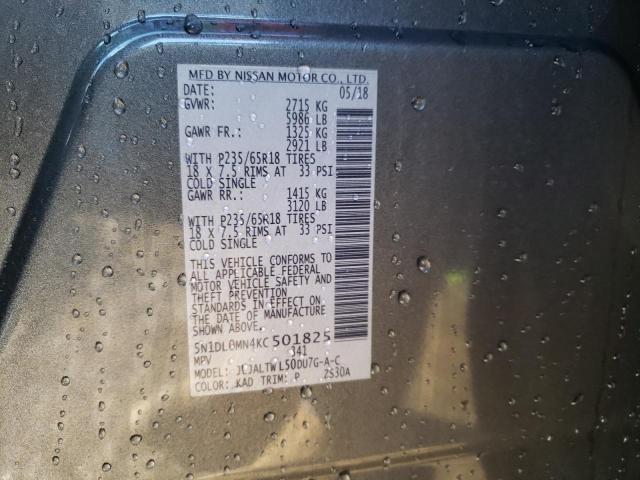 MFD BY NISSAN MOTOR CO., LTD.
DATE: 05/18
GVWR: 2715 KG
5986 LB
GAWR FR.: 1325 KG
2921 LB
WITH P235/65R18 TIRES
18 X 7.5 RIMS AT 33 PSI
COLD SINGLE
GAWR RR.: 1415 KG
3120 LB
WITH P235/65R18 TIRES
18 X 7.5 RIMS AT 33 PSI
COLD SINGLE
THIS VEHICLE CONFORMS TO
ALL APPLICABLE FEDERAL
MOTOR VEHICLE SAFETY AND
THEFT PREVENTION
STANDARDS IN EFFECT ON
THE DATE OF MANUFACTURE
SHOWN ABOVE.
5N1DL0MN4KC501825
MPV 341
MODEL: JLJALTWL50DU7G-A-C
COLOR: KAD TRIM: P ZS30A